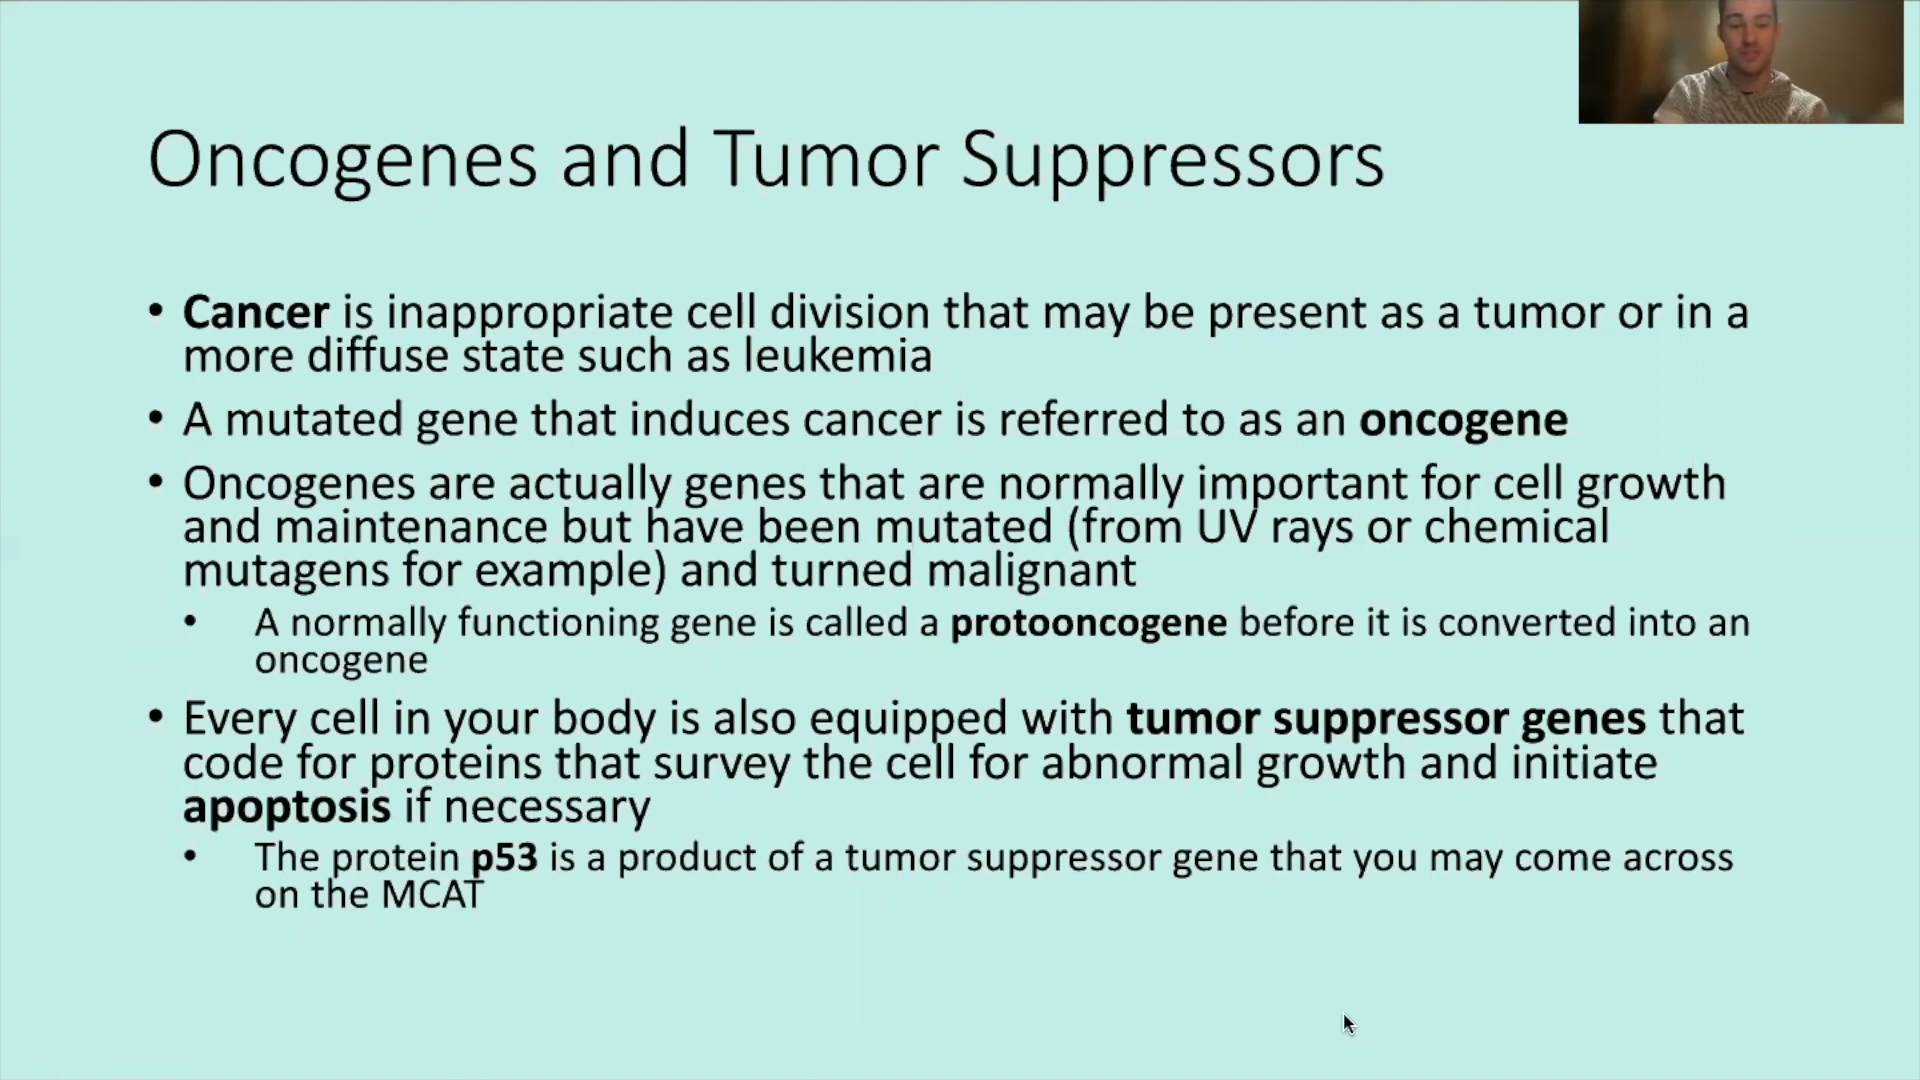 Oncogenes and Tumor Suppressors
• Cancer is inappropriate cell division that may be present as a tumor or in a
more diffuse state such as leukemia
• A mutated gene that induces cancer is referred to as an oncogene
• Oncogenes are actually genes that are normally important for cell growth
and maintenance but have been mutated (from UV rays or chemical
mutagens for example) and turned malignant
• A normally functioning gene is called a protooncogene before it is converted into an
oncogene
• Every cell in your body is also equipped with tumor suppressor genes that
code for proteins that survey the cell for abnormal growth and initiate
apoptosis if necessary
• The protein p53 is a product of a tumor suppressor gene that you may come across
on the MCAT